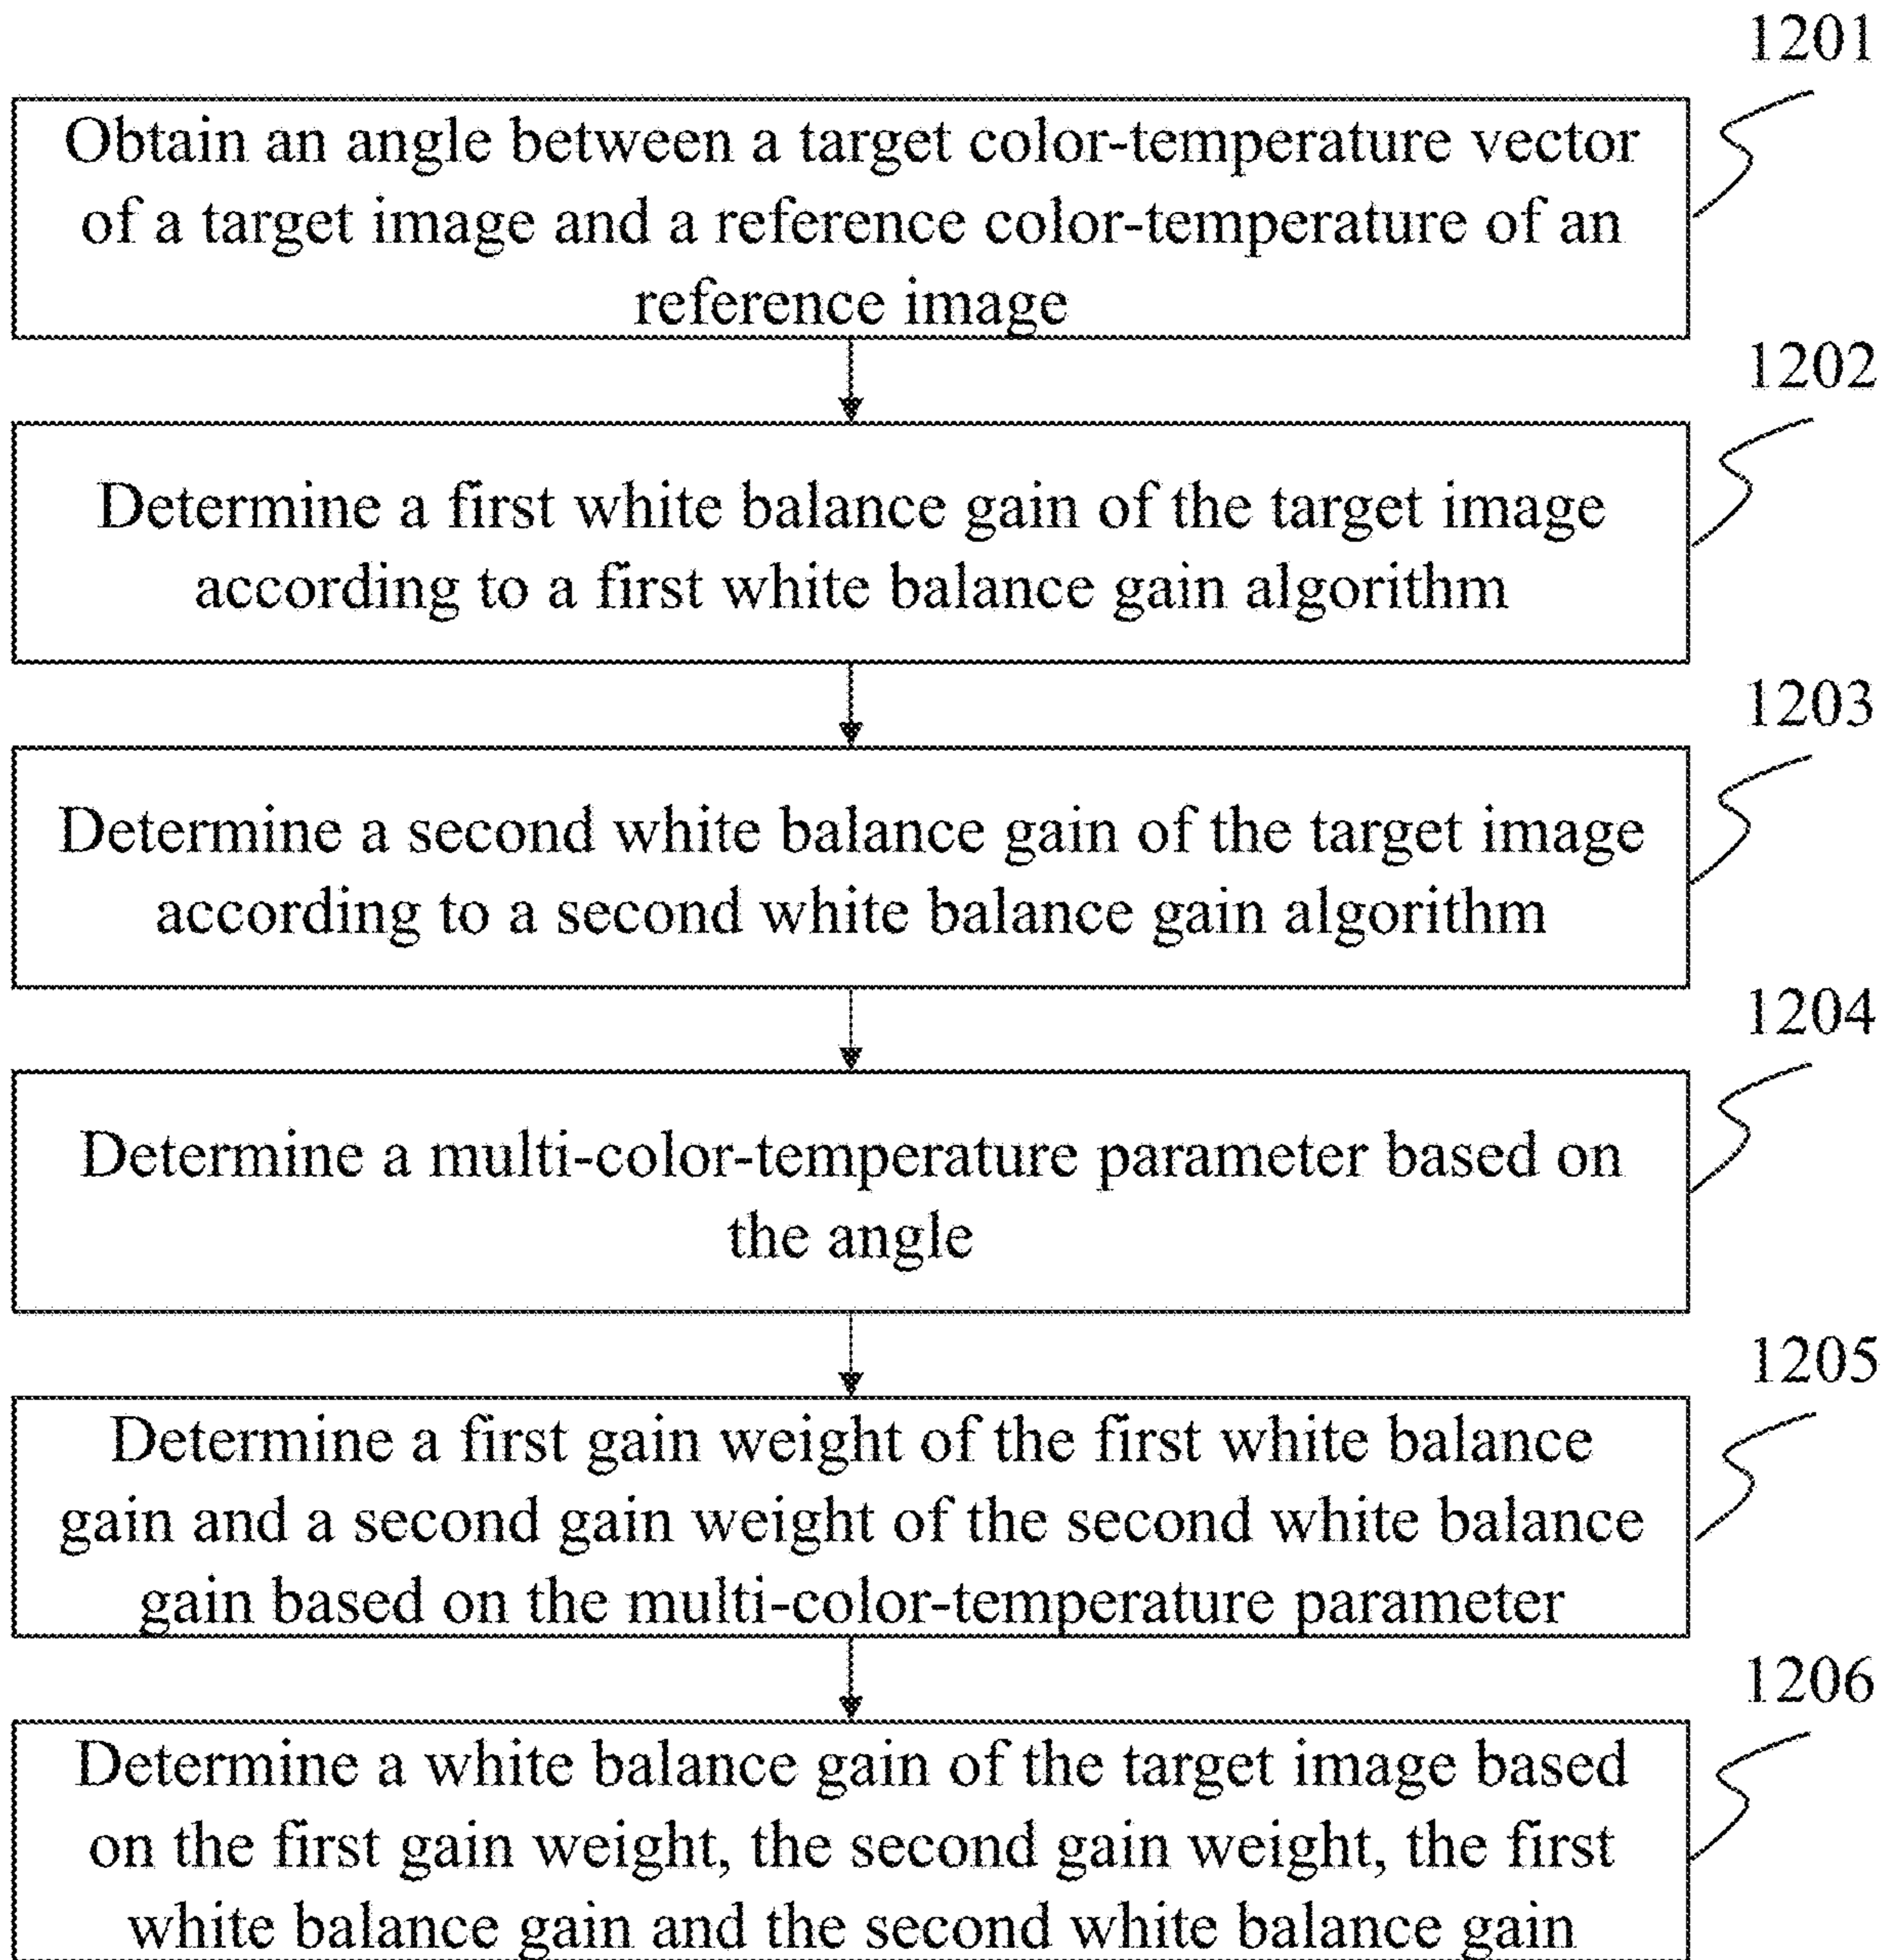 1201
Obtain an angle between a target color-temperature vector
of a target image and a reference color-temperature of an
reference image
1202
Determine a first white balance gain of the target image
according to a first white balance gain algorithm
1203
Determine a second white balance gain of the target image
according to a second white balance gain algorithm
1204
Determine a multi-color-temperature parameter based on
the angle
1205
Determine a first gain weight of the first white balance
gain and a second gain weight of the second white balance
gain based on the multi-color-temperature parameter
1206
Determine a white balance gain of the target image based
on the first gain weight, the second gain weight, the first
white balance gain and the second white balance gain